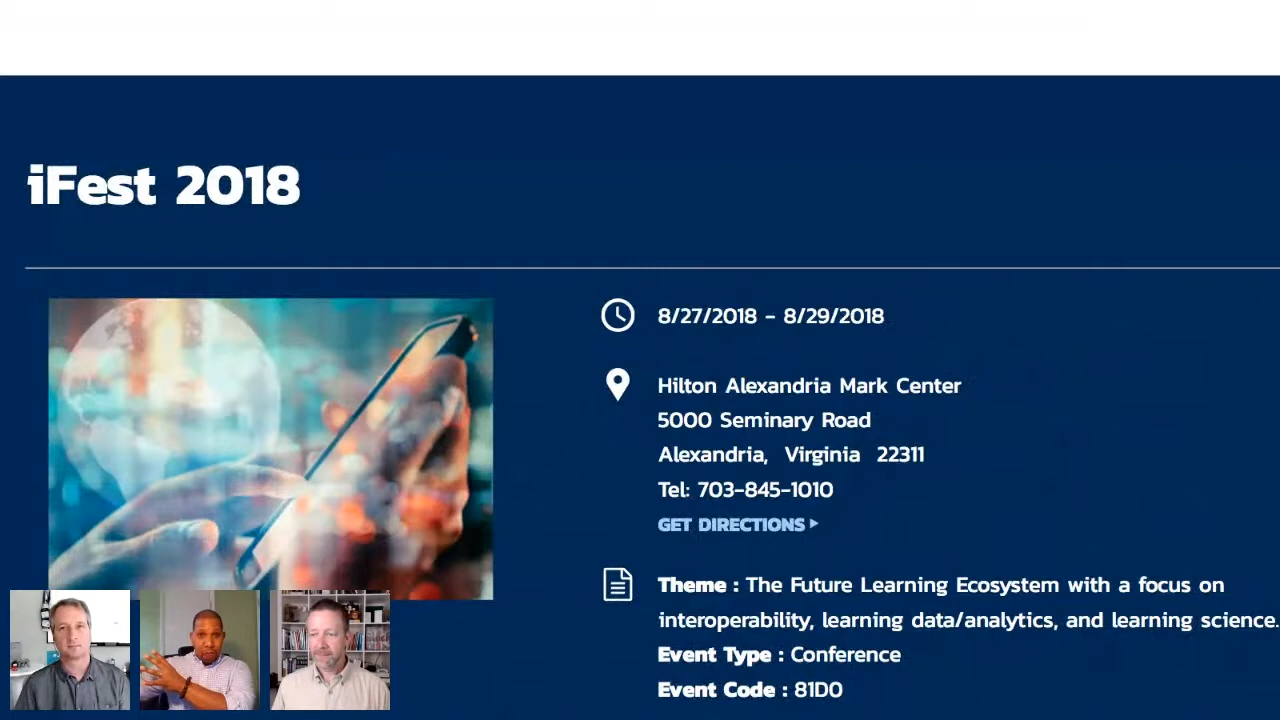 iFest 2018
8/27/2018 - 8/29/2018
Hilton Alexandria Mark Center
5000 Seminary Road
Alexandria, Virginia 22311
Tel: 703-845-1010
GET DIRECTIONS
Theme : The Future Learning Ecosystem with a focus on
interoperability, learning data/analytics, and learning science.
Event Type : Conference
Event Code : 81D0